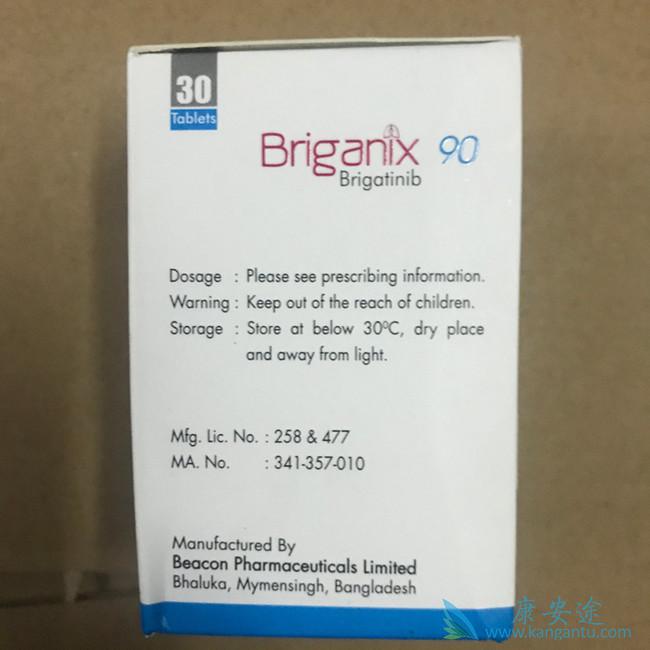 30
Tablets
Briganix 90
Brigatinib
Dosage : Please see prescribing information.
Warning : Keep out of the reach of children.
Storage : Store at below 30⁰C, dry place
and away from light.
Mfg. Lic. No. : 258 & 477
MA. No. : 341-357-010
Manufactured By
Beacon Pharmaceuticals Limited
Bhaluka, Mymensingh, Bangladesh
康安途
www.kangantu.com